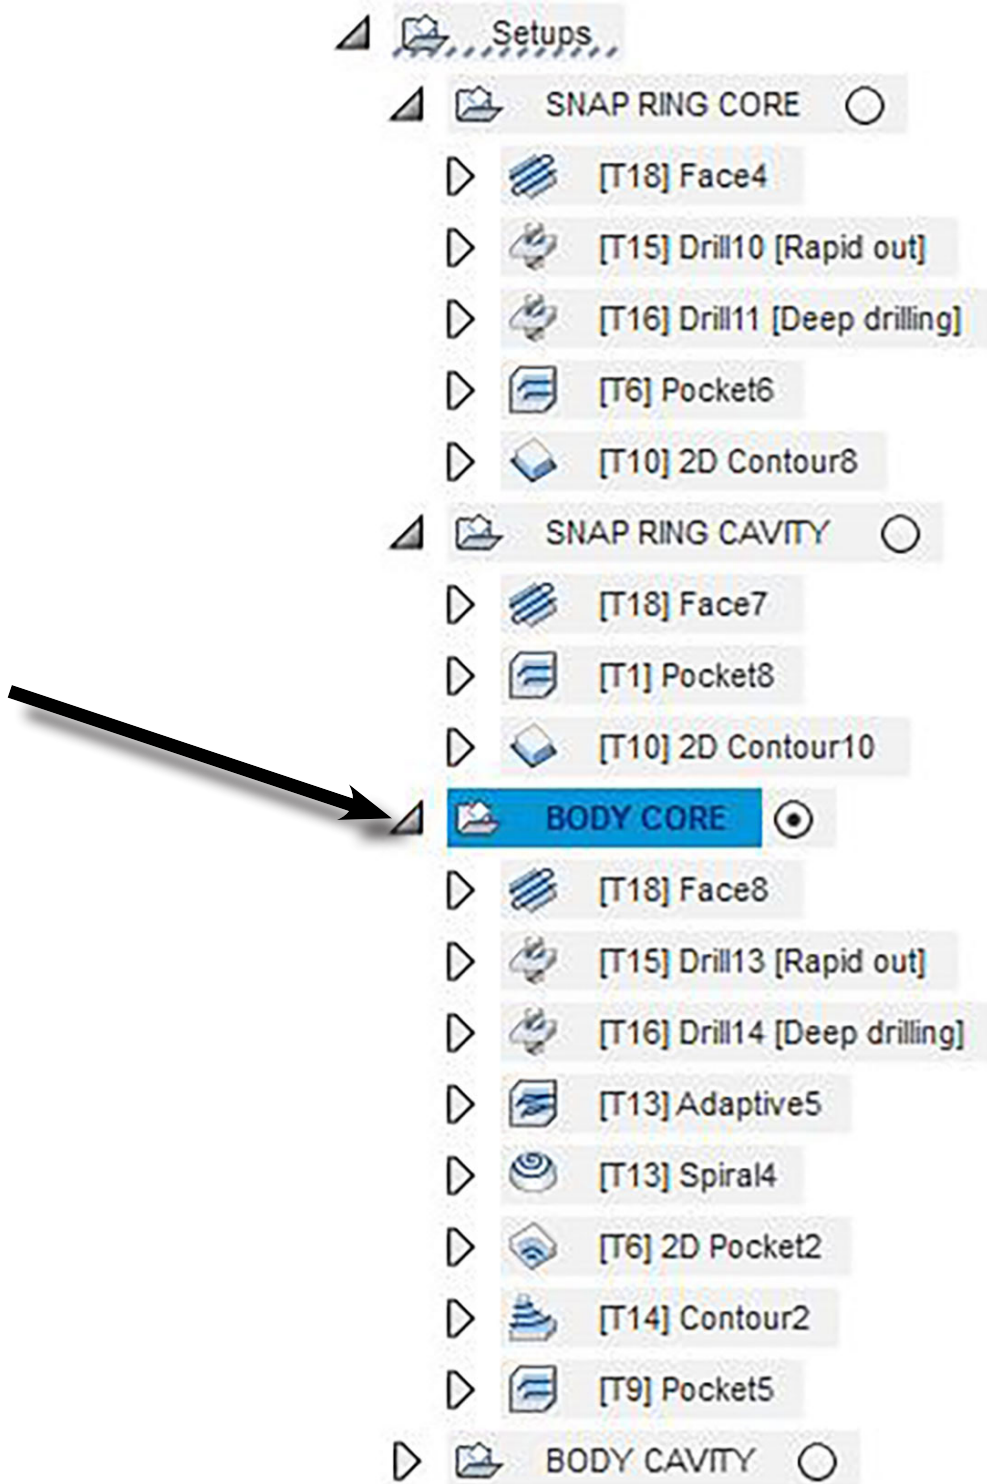 Setups
SNAP RING CORE
[T18] Face4
[T15] Drill10 [Rapid out]
[T16] Drill11 [Deep drilling]
[T6] Pocket6
[T10] 2D Contour8
SNAP RING CAVITY
[T18] Face7
[T1] Pocket8
[T10] 2D Contour10
BODY CORE
[T18] Face8
[T15] Drill13 [Rapid out]
[T16] Drill14 [Deep drilling]
[T13] Adaptive5
[T13] Spiral4
[T6] 2D Pocket2
[T14] Contour2
[T9] Pocket5
BODY CAVITY